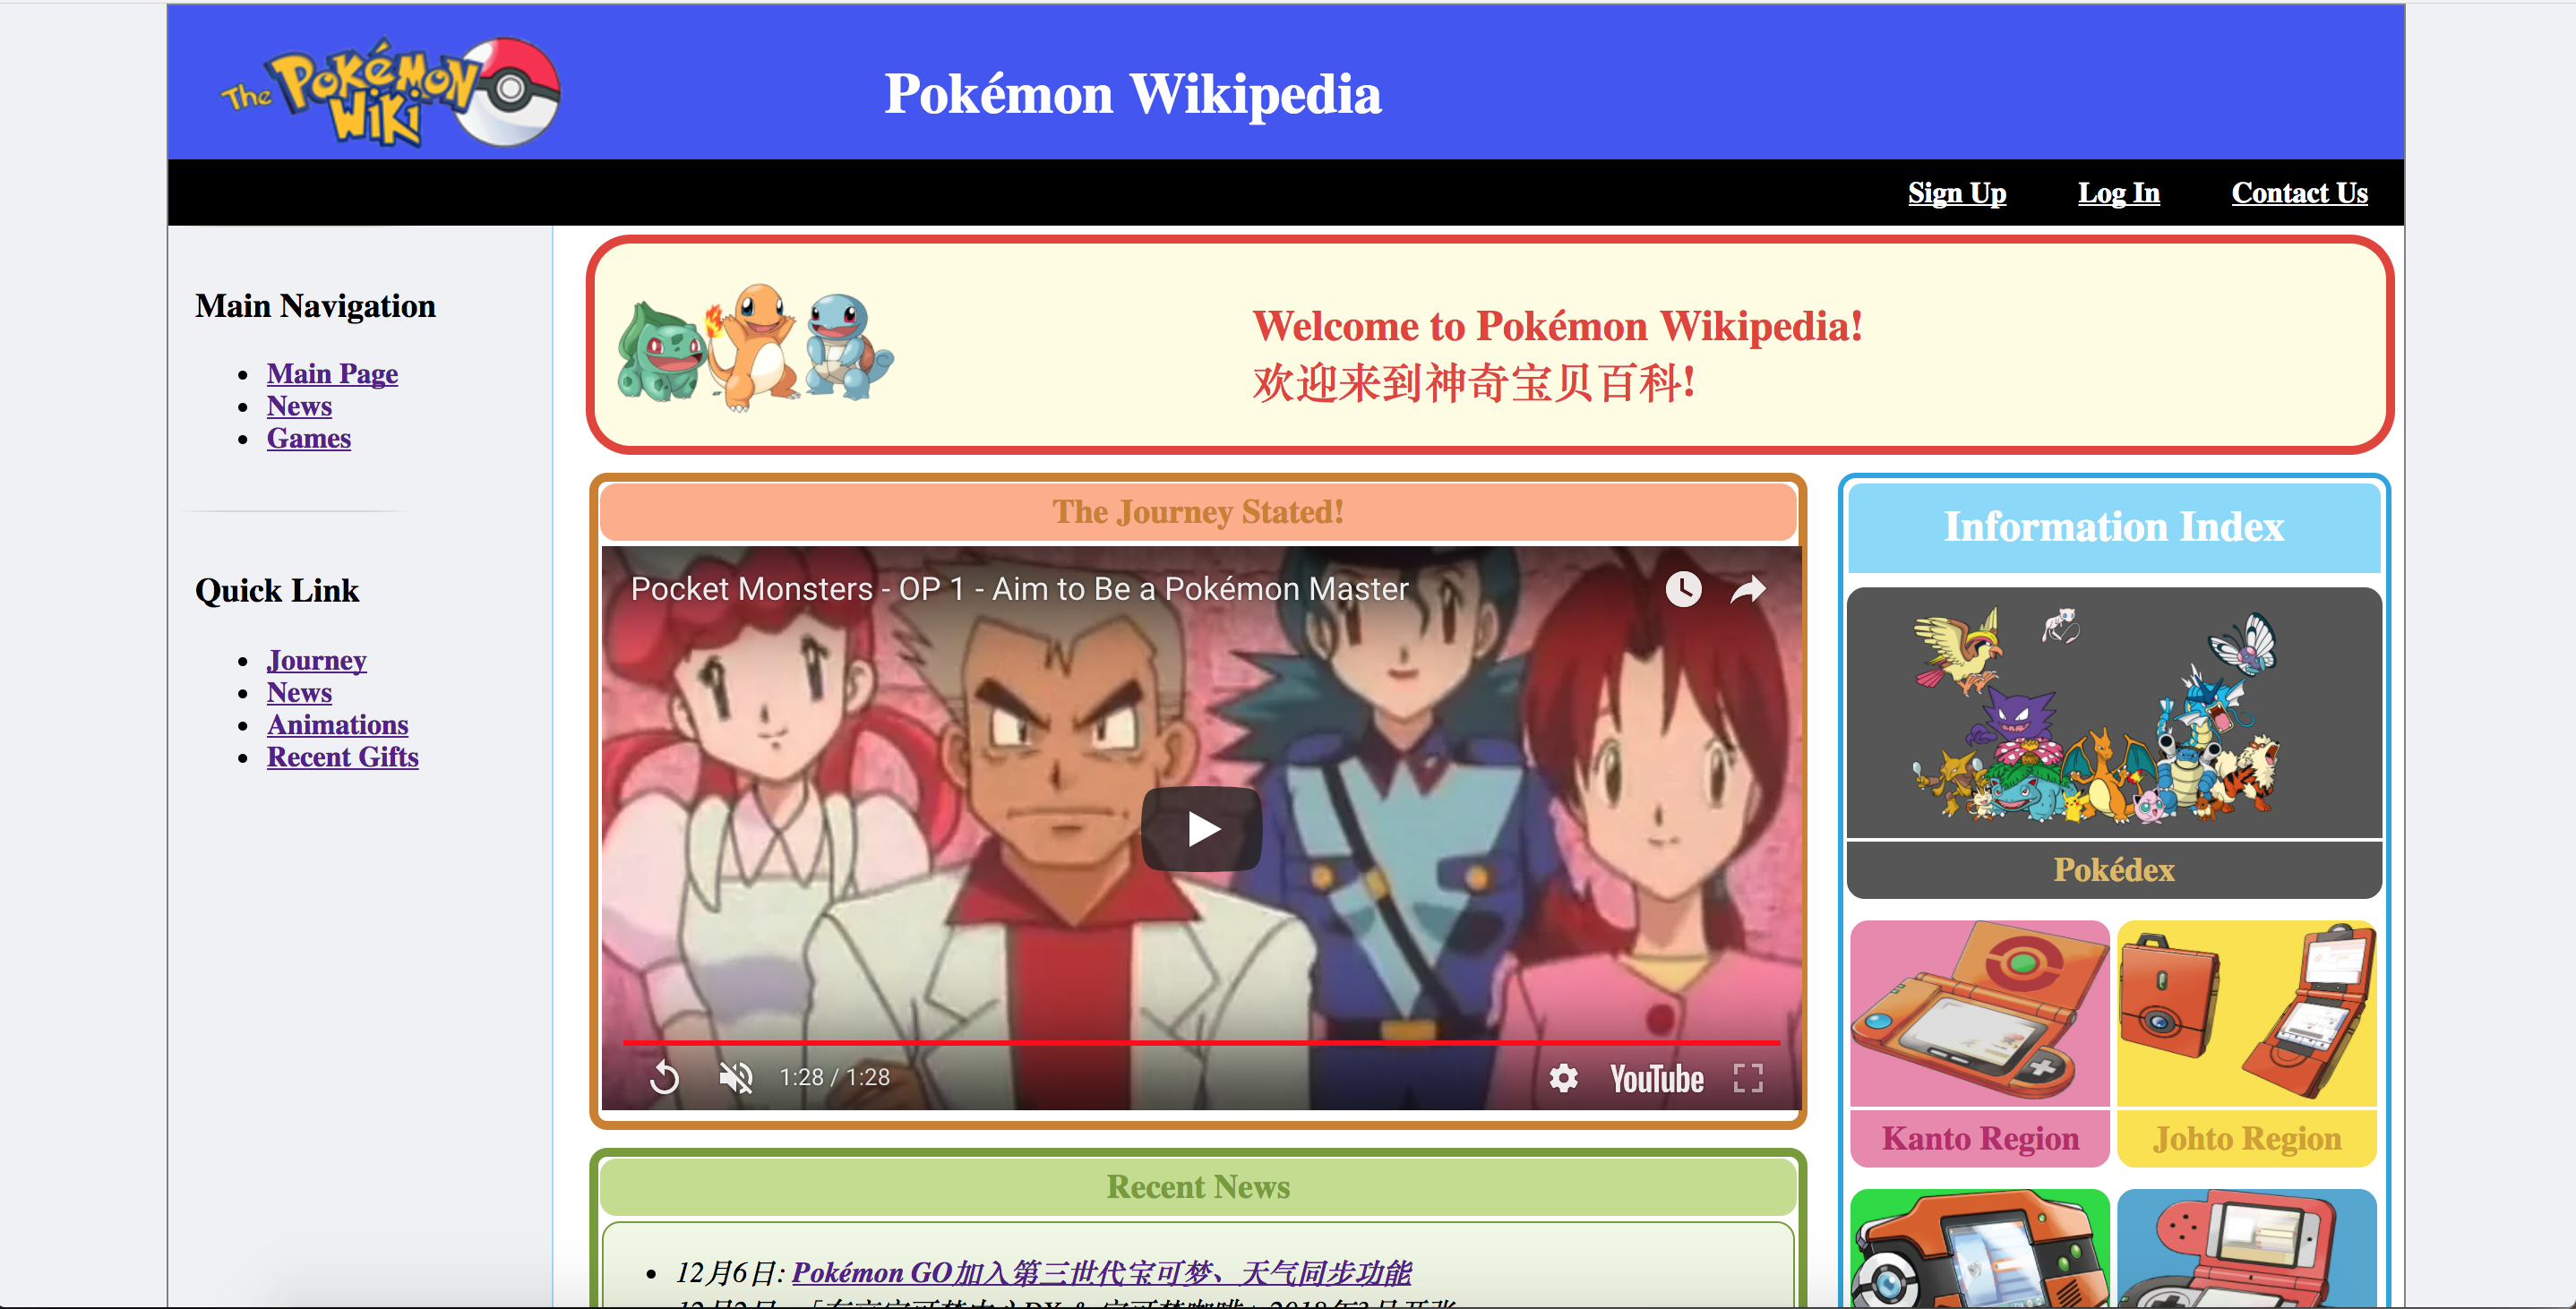 The Pokémon Wiki
Pokémon Wikipedia
Sign Up Log In Contact Us
Main Navigation
Main Page
News
Games
Quick Link
Journey
News
Animations
Recent Gifts
Welcome to Pokémon Wikipedia!
欢迎来到神奇宝贝百科!
The Journey Stated!
Pocket Monsters - OP 1 - Aim to Be a Pokémon Master
1:28 / 1:28
YouTube
Recent News
12月6日: Pokémon GO加入第三世代宝可梦、天气同步功能
Information Index
Pokédex
Kanto Region
Johto Region